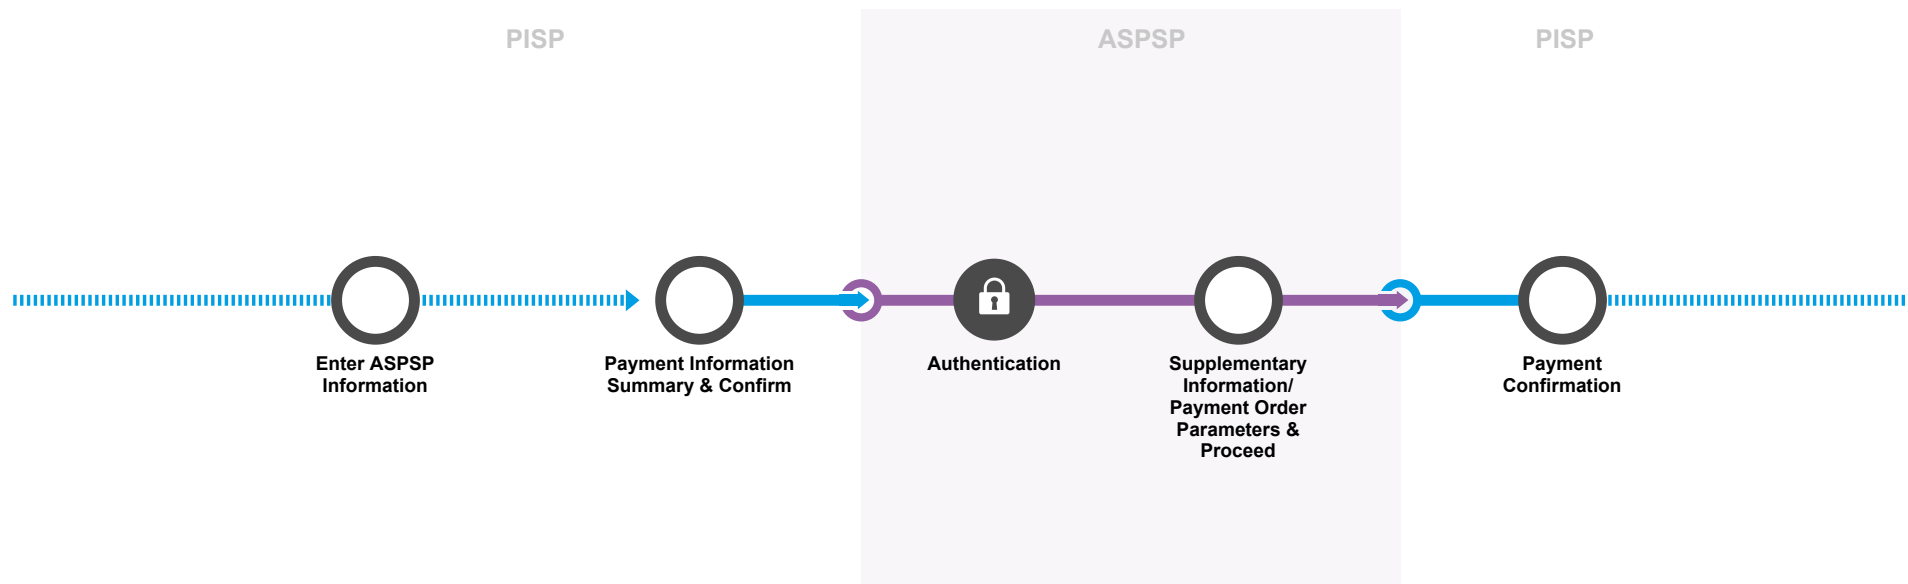 PISP
ASPSP
PISP
Enter ASPSP
Information
Payment Information
Summary & Confirm
Authentication
Supplementary
Information/
Payment Order
Parameters &
Proceed
Payment
Confirmation